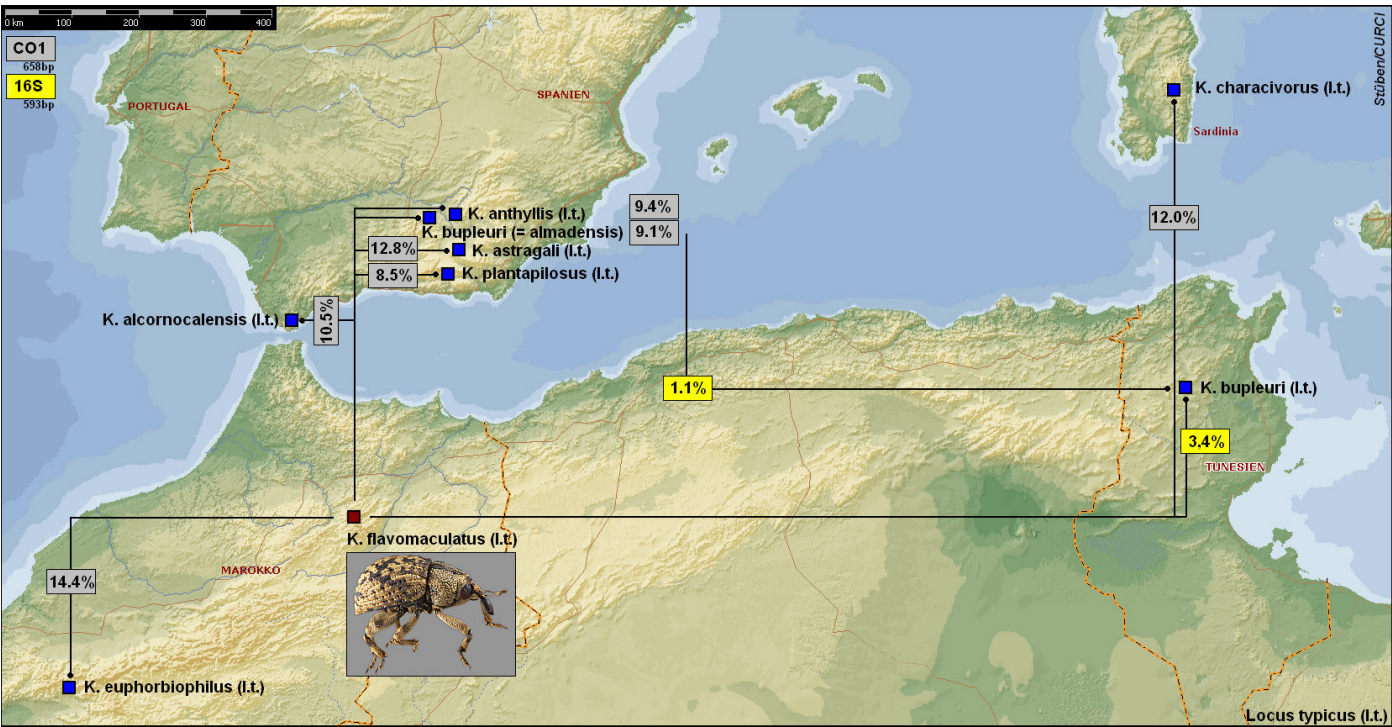 0 km 100 200 300 400
CO1
658bp
16S
593bp
Stüben/CURCI
PORTUGAL
SPANIEN
K. characivorus (l.t.)
Sardinia
K. anthyllis (l.t.)
9.4%
K. bupleuri (= almadensis)
9.1%
12.0%
12.8%
K. astragali (l.t.)
8.5%
K. plantapilosus (l.t.)
K. alcornocalensis (l.t.)
10.5%
1.1%
K. bupleuri (l.t.)
3,4%
TUNESIEN
K. flavomaculatus (l.t.)
MAROKKO
14.4%
K. euphorbiophilus (l.t.)
Locus typicus (l.t.)